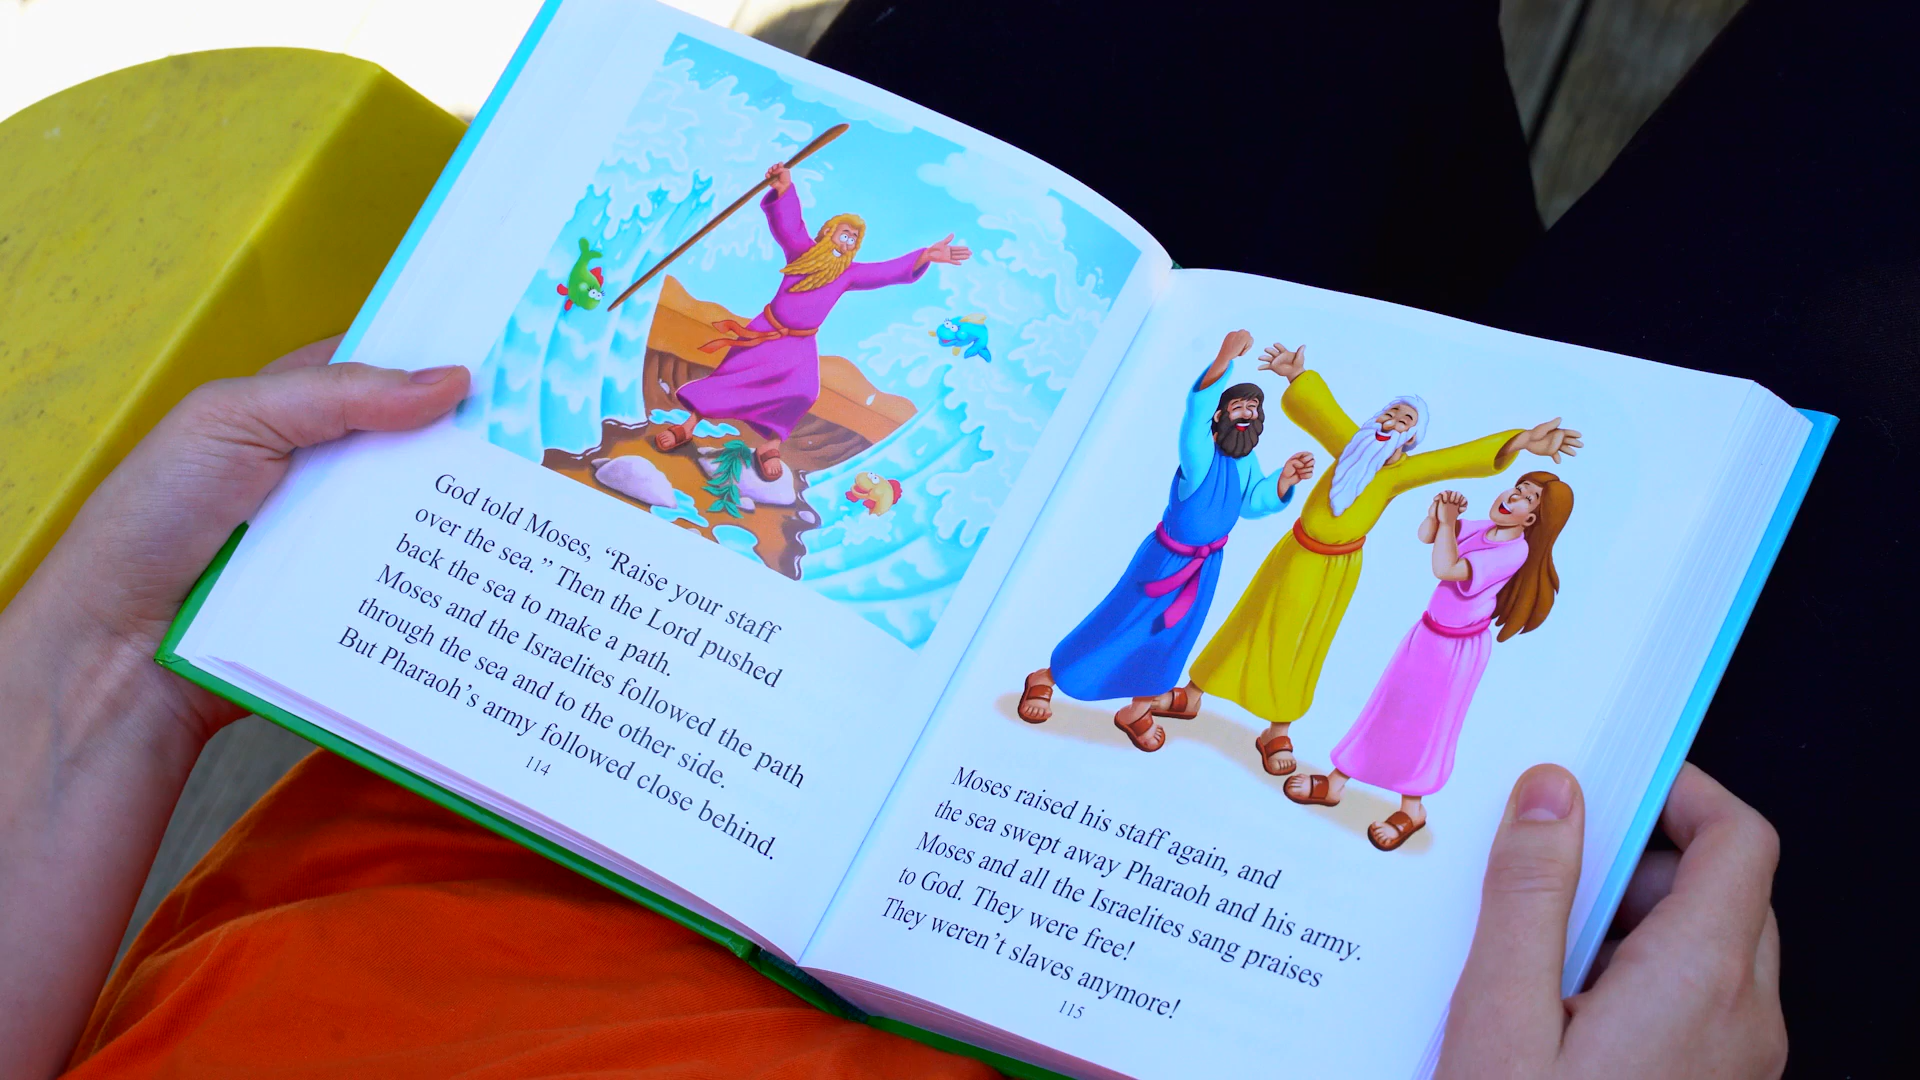 God told Moses, “Raise your staff
over the sea.” Then the Lord pushed
back the sea to make a path.
Moses and the Israelites followed the path
through the sea and to the other side.
But Pharaoh’s army followed close behind.
114
Moses raised his staff again, and
the sea swept away Pharaoh and his army.
Moses and all the Israelites sang praises
to God. They were free!
They weren’t slaves anymore!
115